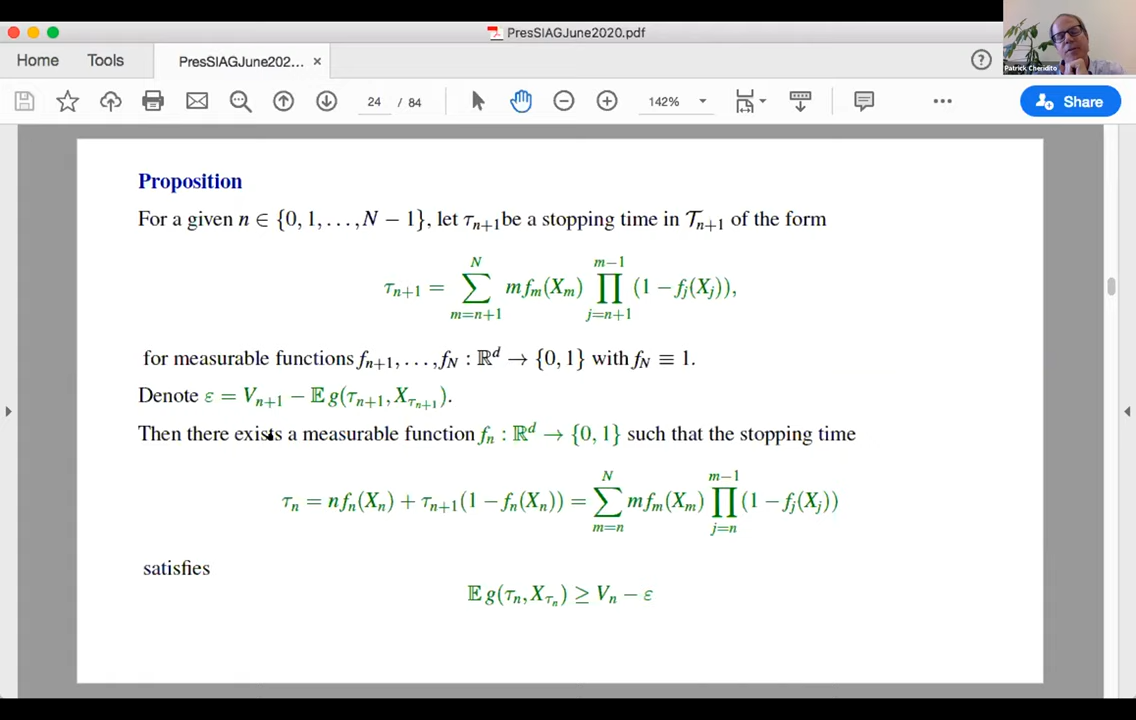 PresSIAGJune2020.pdf
Patrick Cheridito
Home Tools PresSIAGJune202... ×
24 / 84 142% ... Share
Proposition
For a given n ∈ {0, 1, . . . , N − 1}, let τ_{n+1} be a stopping time in 𝒯_{n+1} of the form
τ_{n+1} = ∑_{m=n+1}^{N} m f_m(X_m) ∏_{j=n+1}^{m−1} (1 − f_j(X_j)),
for measurable functions f_{n+1}, . . . , f_N : ℝ^d → {0, 1} with f_N ≡ 1.
Denote ε = V_{n+1} − 𝔼 g(τ_{n+1}, X_{τ_{n+1}}).
Then there exists a measurable function f_n : ℝ^d → {0, 1} such that the stopping time
τ_n = n f_n(X_n) + τ_{n+1}(1 − f_n(X_n)) = ∑_{m=n}^{N} m f_m(X_m) ∏_{j=n}^{m−1} (1 − f_j(X_j))
satisfies
𝔼 g(τ_n, X_{τ_n}) ≥ V_n − ε